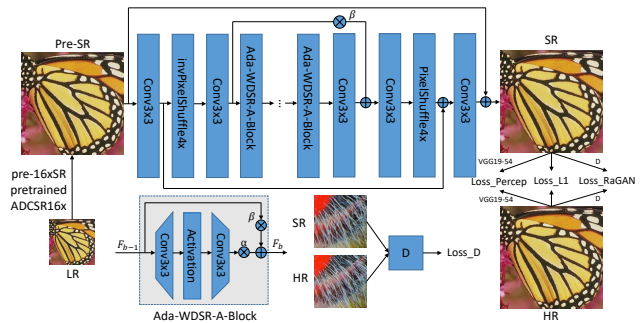 Pre-SR
Conv3x3
invPixelShuffle4x
Conv3x3
Ada-WDSR-A-Block
...
Ada-WDSR-A-Block
Conv3x3
β
Conv3x3
PixelShuffle4x
Conv3x3
SR
pre-16xSR
pretrained
ADCSR16x
LR
F_{b−1}
Conv3x3
Activation
Conv3x3
α
β
F_b
Ada-WDSR-A-Block
SR
HR
D
Loss_D
VGG19-54
D
Loss_Percep
Loss_L1
Loss_RaGAN
VGG19-54
D
HR